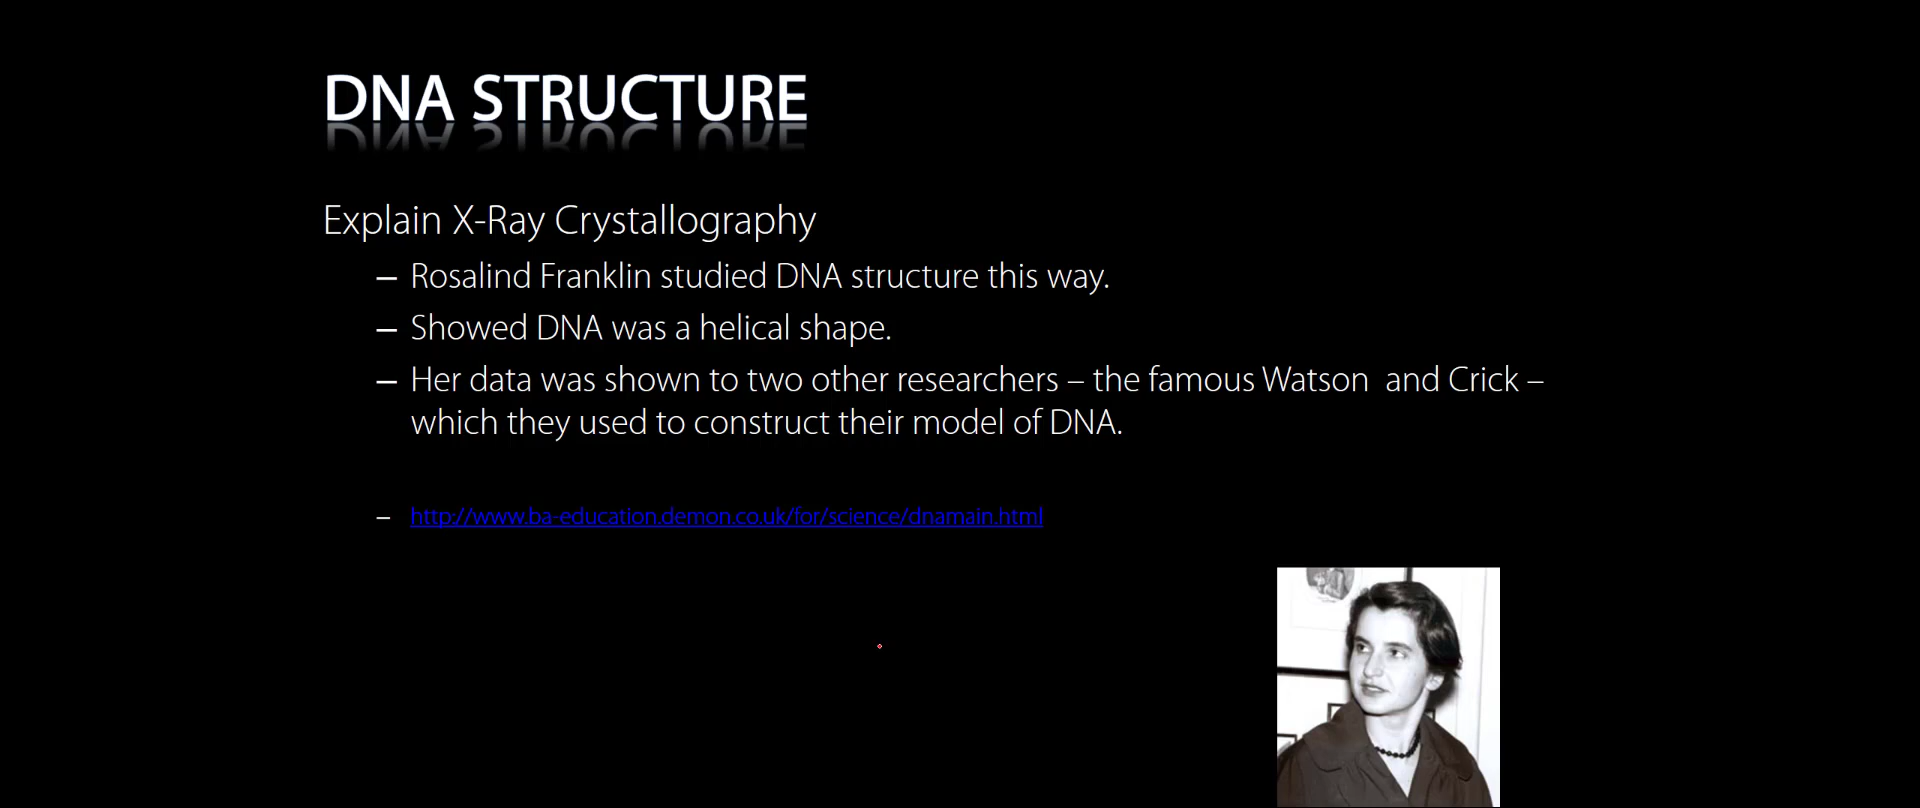 DNA STRUCTURE
Explain X-Ray Crystallography
– Rosalind Franklin studied DNA structure this way.
– Showed DNA was a helical shape.
– Her data was shown to two other researchers – the famous Watson  and Crick –
which they used to construct their model of DNA.
– http://www.ba-education.demon.co.uk/for/science/dnamain.html